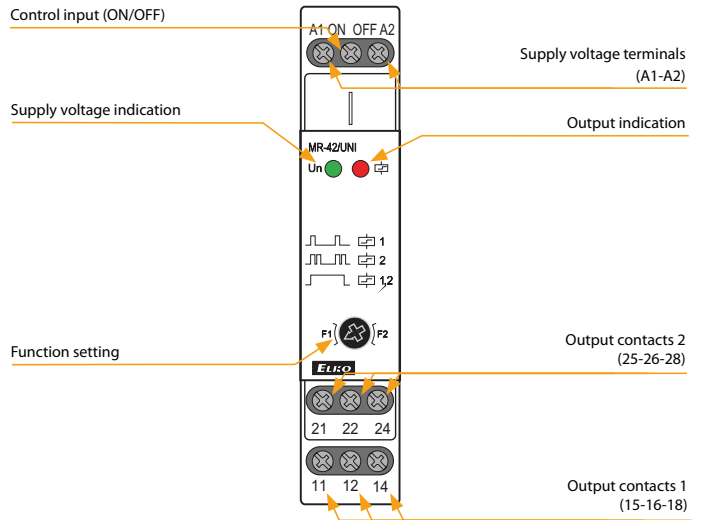 Control input (ON/OFF)
A1 ON OFF A2
Supply voltage terminals
(A1-A2)
Supply voltage indication
Output indication
MR-42/UNI
Un
1
2
1,2
F1 F2
Function setting
Output contacts 2
(25-26-28)
ELKO
21 22 24
11 12 14
Output contacts 1
(15-16-18)